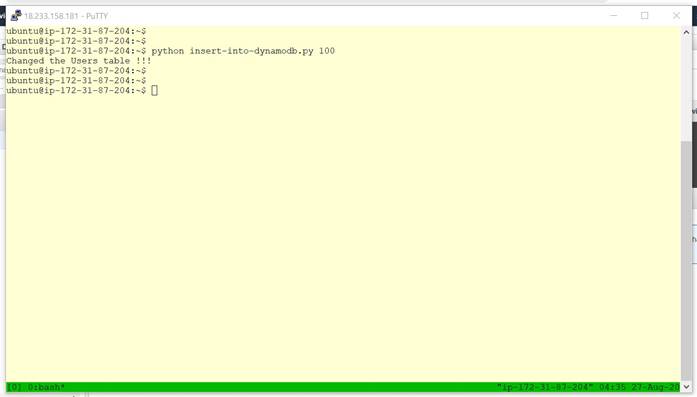 18.233.158.181 - PuTTY
ubuntu@ip-172-31-87-204:~$
ubuntu@ip-172-31-87-204:~$
ubuntu@ip-172-31-87-204:~$ python insert-into-dynamodb.py 100
Changed the Users table !!!
ubuntu@ip-172-31-87-204:~$
ubuntu@ip-172-31-87-204:~$
ubuntu@ip-172-31-87-204:~$
[0] 0:bash* "ip-172-31-87-204" 04:35 27-Aug-20